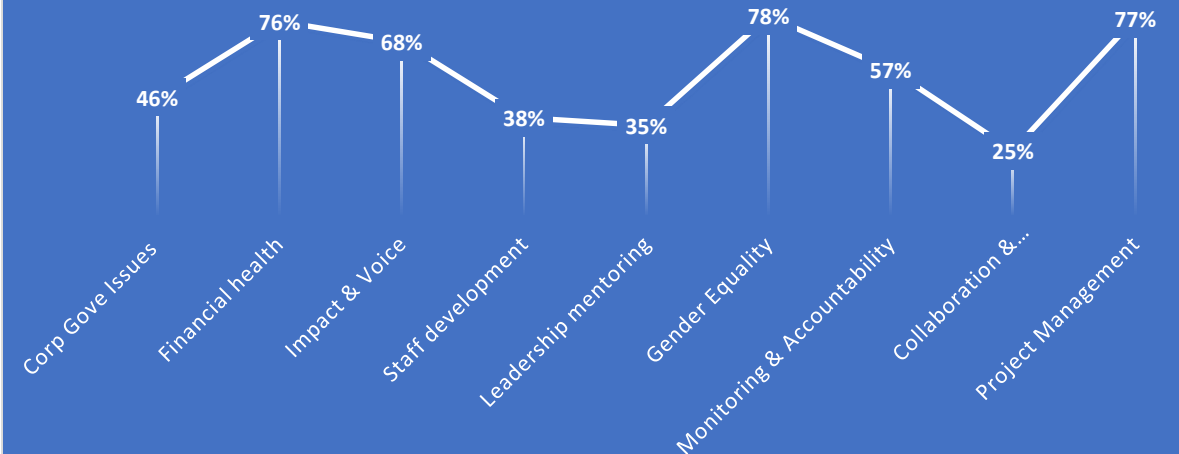 46%
76%
68%
38%
35%
78%
57%
25%
77%
Corp Gove Issues
Financial health
Impact & Voice
Staff development
Leadership mentoring
Gender Equality
Monitoring & Accountability
Collaboration &...
Project Management